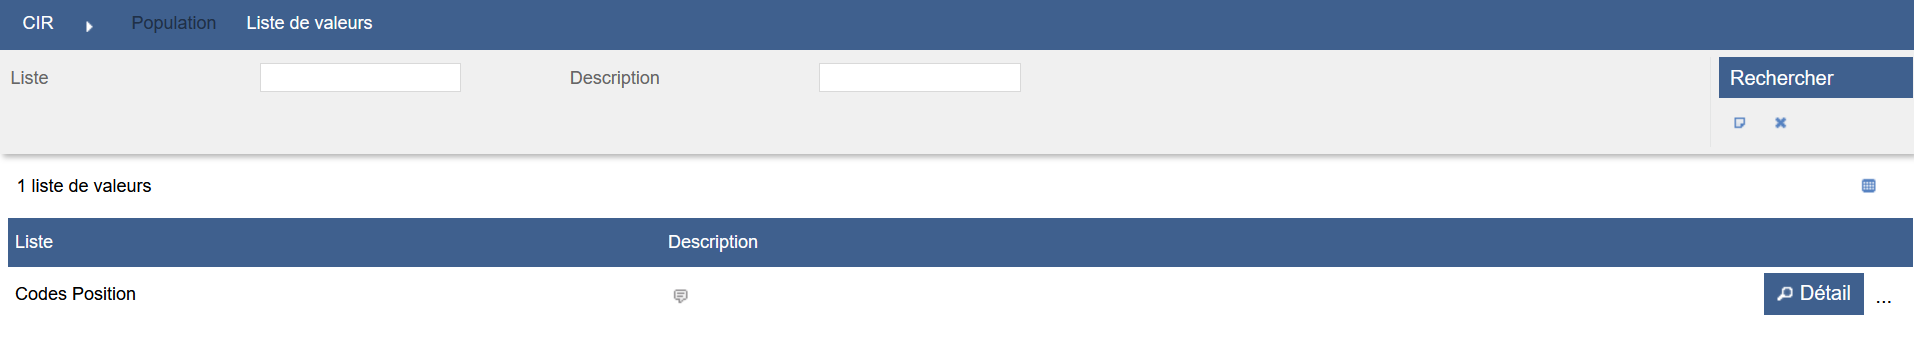 CIR Population Liste de valeurs
Liste Description Rechercher
1 liste de valeurs
Liste Description
Codes Position Détail ...